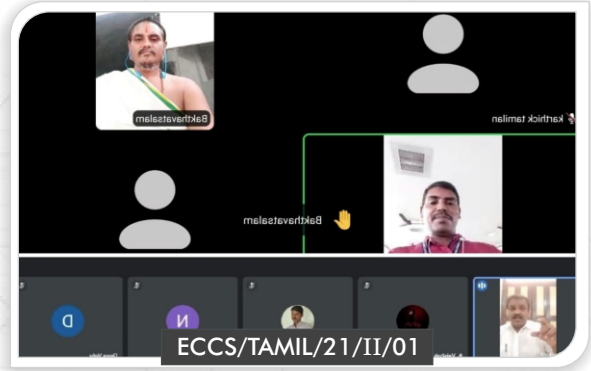 Bakthavatsalam
karthick tamilan
Bakthavatsalam
D
N
ECCS/TAMIL/21/II/01